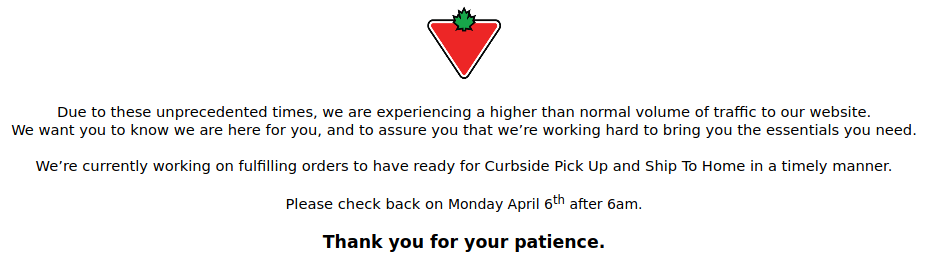 Due to these unprecedented times, we are experiencing a higher than normal volume of traffic to our website.
We want you to know we are here for you, and to assure you that we’re working hard to bring you the essentials you need.
We’re currently working on fulfilling orders to have ready for Curbside Pick Up and Ship To Home in a timely manner.
Please check back on Monday April 6th after 6am.
Thank you for your patience.